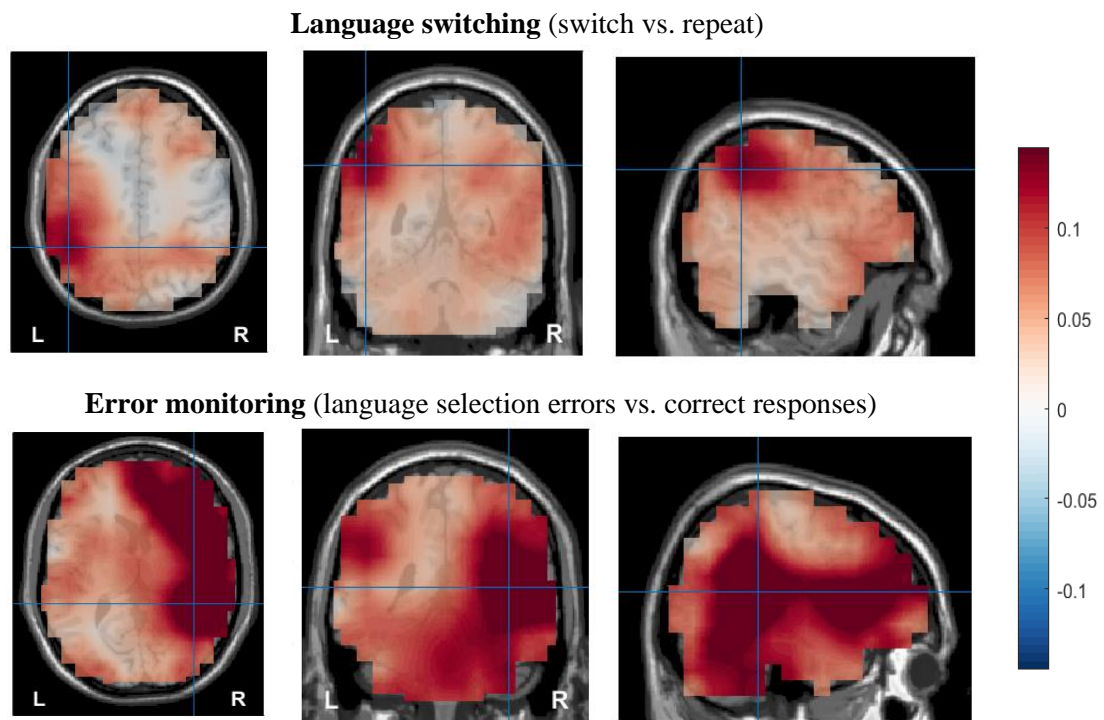 Language switching (switch vs. repeat)
L R
L R
0.1
0.05
0
-0.05
-0.1
Error monitoring (language selection errors vs. correct responses)
L R
L R